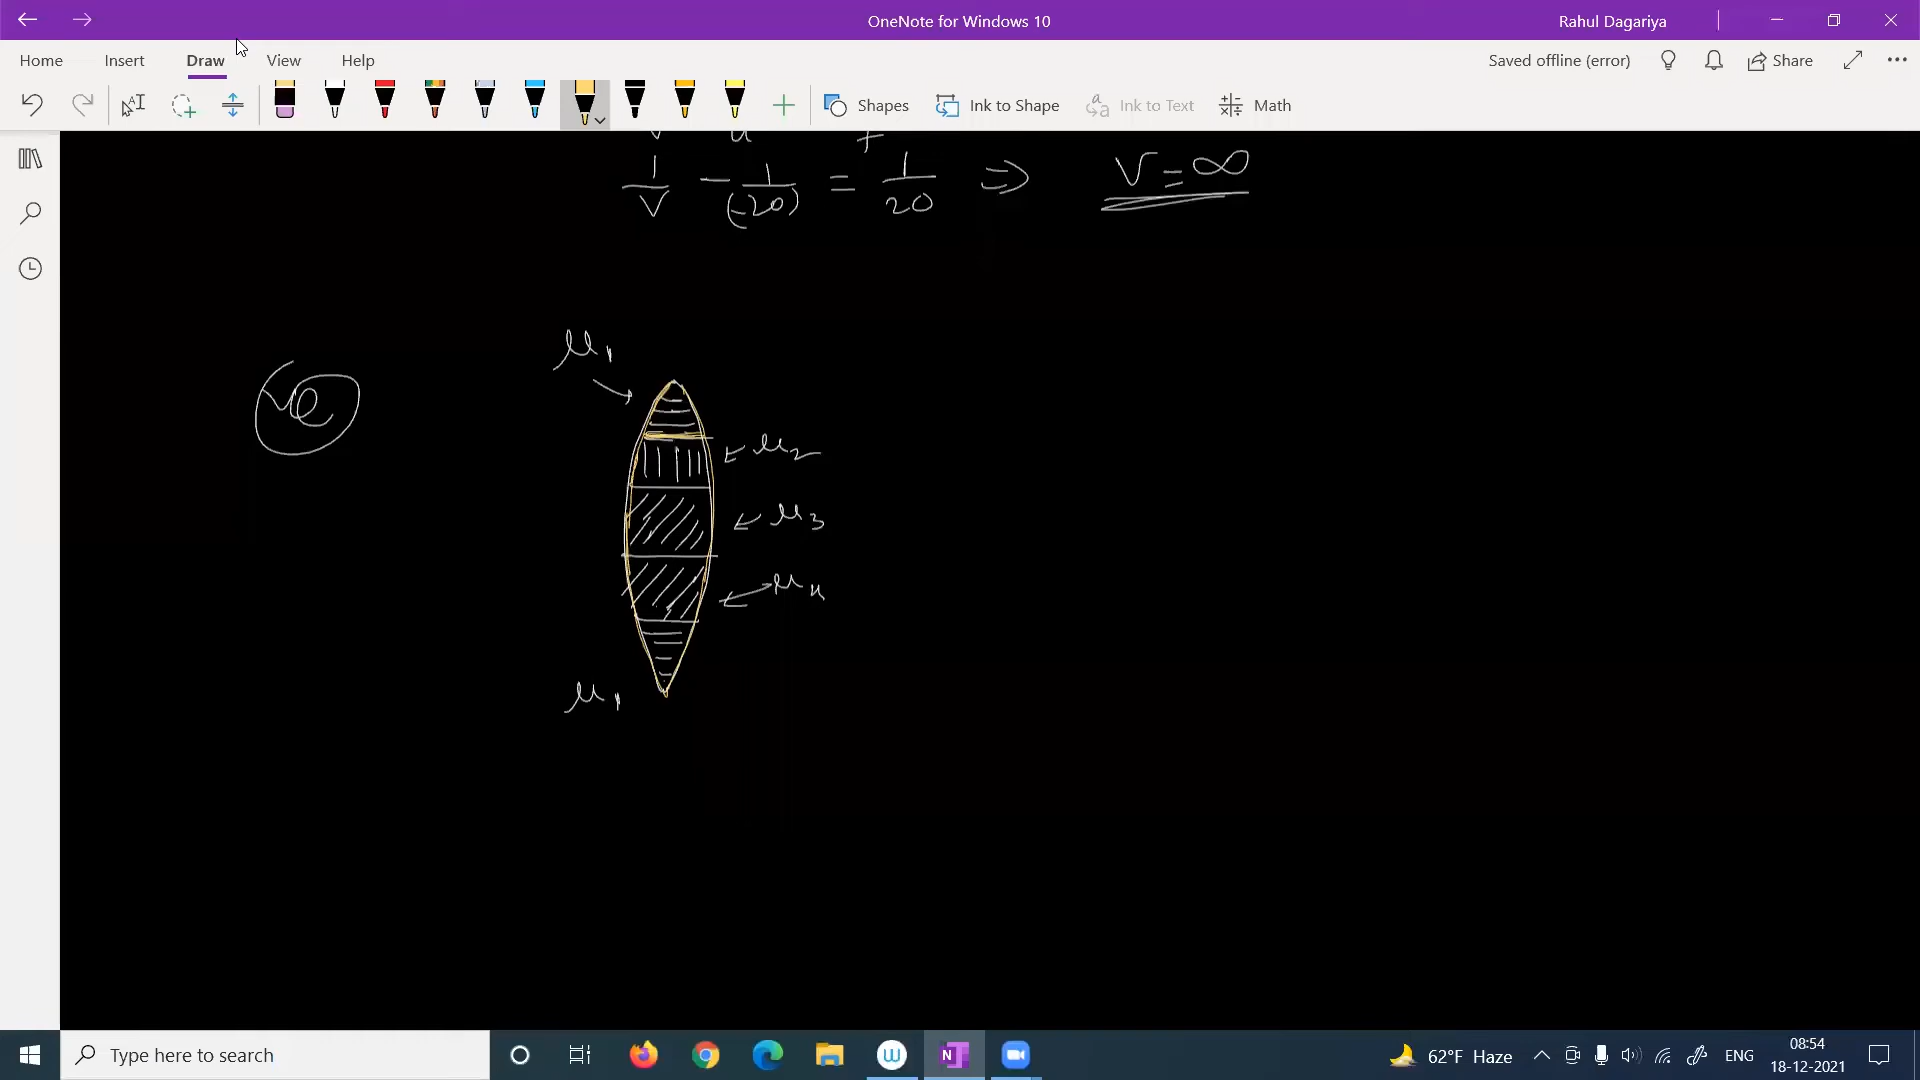 OneNote for Windows 10
Rahul Dagariya
Home Insert Draw View Help
Saved offline (error) Share
Shapes Ink to Shape Ink to Text Math
1/V - 1/(-20) = 1/20 ⇒ V = ∞
Qe
μ1
μ2
μ3
μ4
μ1
Type here to search
62°F Haze ENG
08:54
18-12-2021